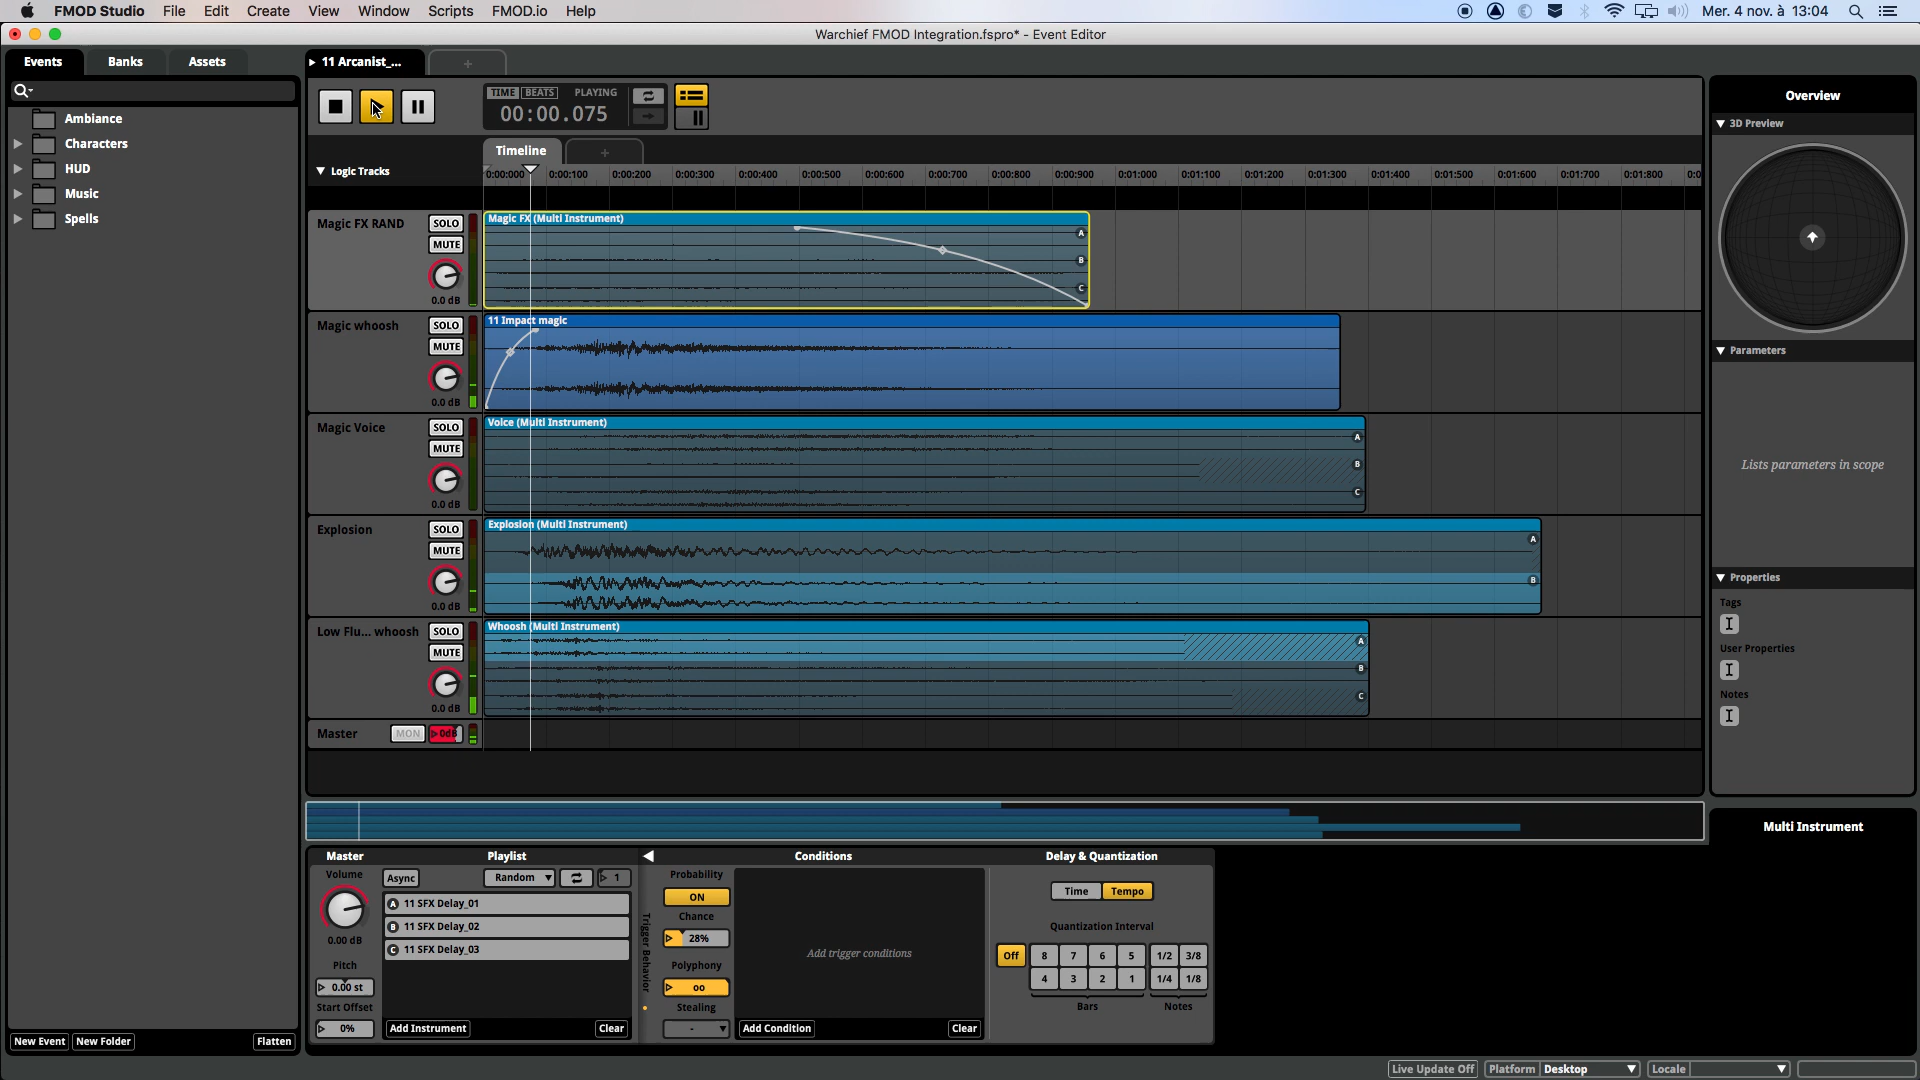 FMOD Studio File Edit Create View Window Scripts FMOD.io Help Mer. 4 nov. à 13:04
Warchief FMOD Integration.fspro* - Event Editor
Events Banks Assets
11 Arcanist_...
Ambiance
Characters
HUD
Music
Spells
New Event New Folder Flatten
TIME BEATS PLAYING
00:00.075
Timeline
Logic Tracks
0:00:000 0:00:100 0:00:200 0:00:300 0:00:400 0:00:500 0:00:600 0:00:700 0:00:800 0:00:900 0:01:000 0:01:100 0:01:200 0:01:300 0:01:400 0:01:500 0:01:600 0:01:700 0:01:800 0:0
Magic FX RAND SOLO
MUTE
0.0 dB
Magic FX (Multi Instrument)
A
B
C
Magic whoosh SOLO
MUTE
0.0 dB
11 Impact magic
Magic Voice SOLO
MUTE
0.0 dB
Voice (Multi Instrument)
A
B
C
Explosion SOLO
MUTE
0.0 dB
Explosion (Multi Instrument)
A
B
Low Flu... whoosh SOLO
MUTE
0.0 dB
Whoosh (Multi Instrument)
A
B
C
Master MON 0dB
Overview
3D Preview
Parameters
Lists parameters in scope
Properties
Tags
User Properties
Notes
Multi Instrument
Master
Volume
0.00 dB
Pitch
0.00 st
Start Offset
0%
Playlist
Async Random 1
A 11 SFX Delay_01
B 11 SFX Delay_02
C 11 SFX Delay_03
Add Instrument Clear
Trigger Behavior
Probability
ON
Chance
28%
Polyphony
oo
Stealing
-
Conditions
Add trigger conditions
Add Condition Clear
Delay & Quantization
Time Tempo
Quantization Interval
Off 8 7 6 5 1/2 3/8
4 3 2 1 1/4 1/8
Bars Notes
Live Update Off Platform Desktop Locale